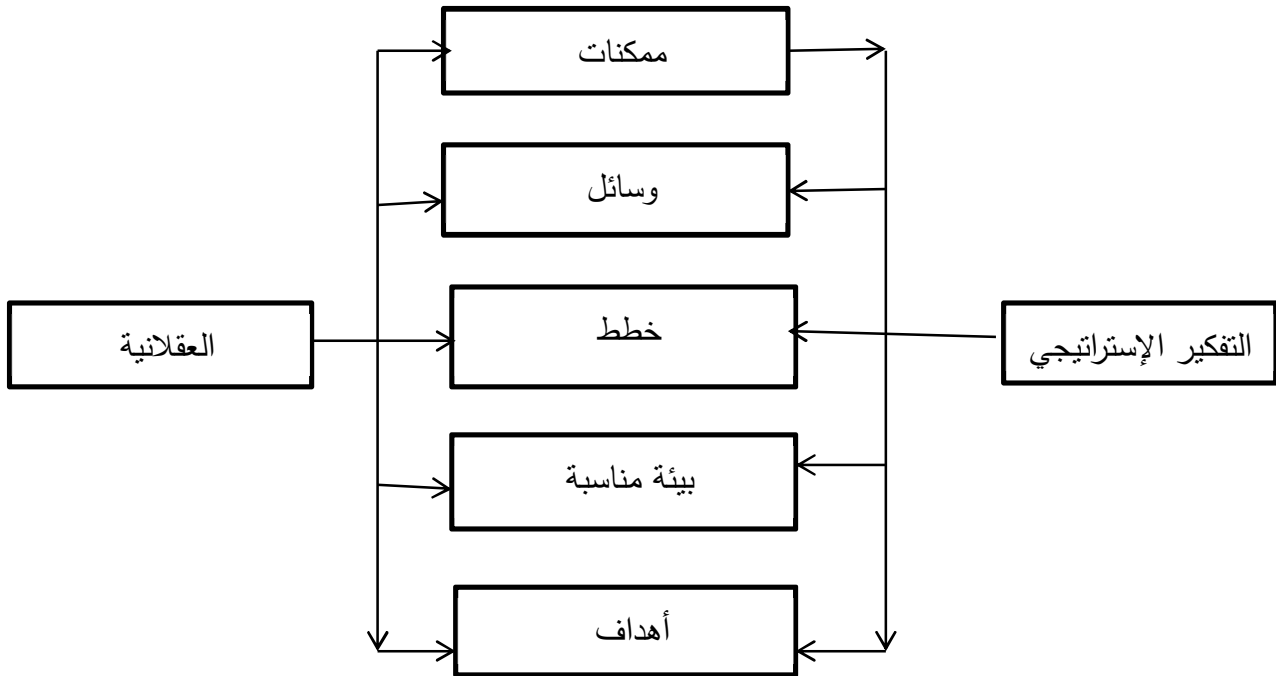 ممكنات
وسائل
خطط
التفكير الإستراتيجي
العقلانية
بيئة مناسبة
أهداف